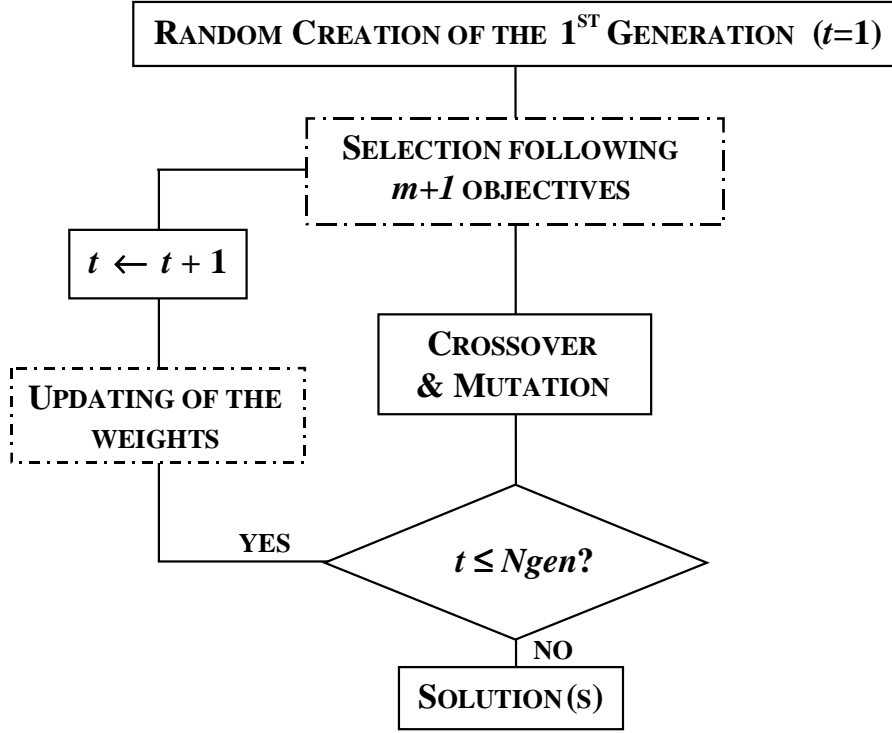 RANDOM CREATION OF THE 1ST GENERATION (t=1)
SELECTION FOLLOWING
m+1 OBJECTIVES
t ← t + 1
CROSSOVER
& MUTATION
UPDATING OF THE
WEIGHTS
YES
t ≤ Ngen?
NO
SOLUTION(S)